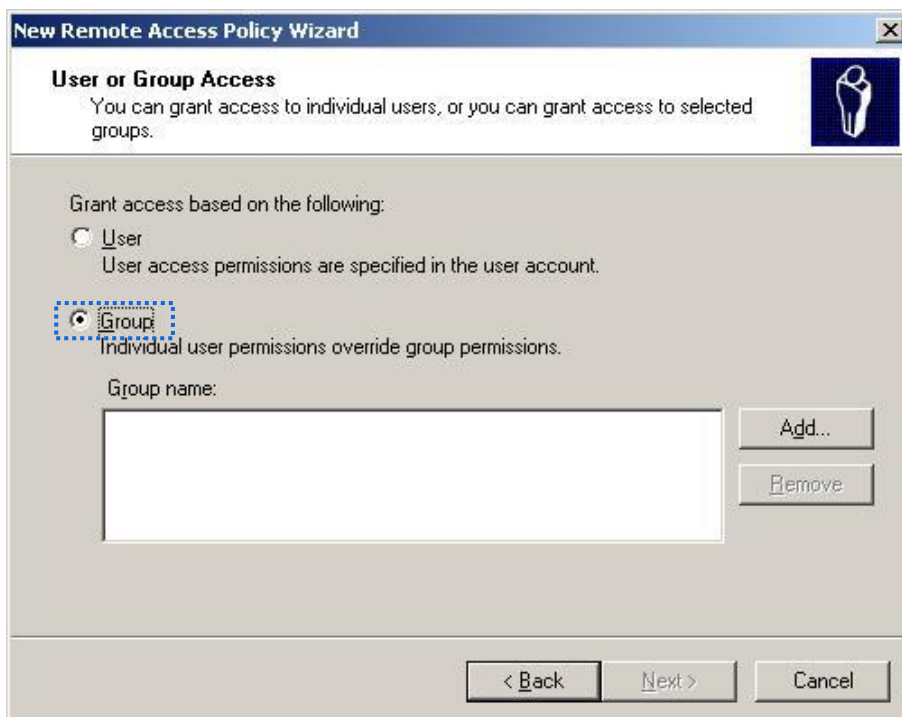 New Remote Access Policy Wizard
User or Group Access
You can grant access to individual users, or you can grant access to selected
groups.
Grant access based on the following:
User
User access permissions are specified in the user account.
Group
Individual user permissions override group permissions.
Group name:
Add...
Remove
< Back
Next >
Cancel